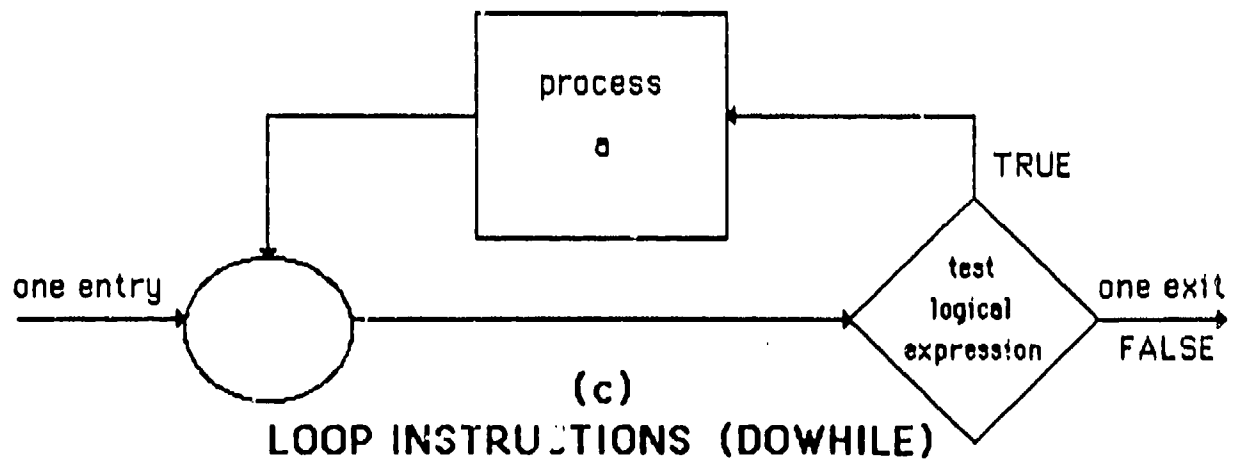 process
a
TRUE
one entry
test
logical
expression
one exit
FALSE
(c)
LOOP INSTRUCTIONS (DOWHILE)